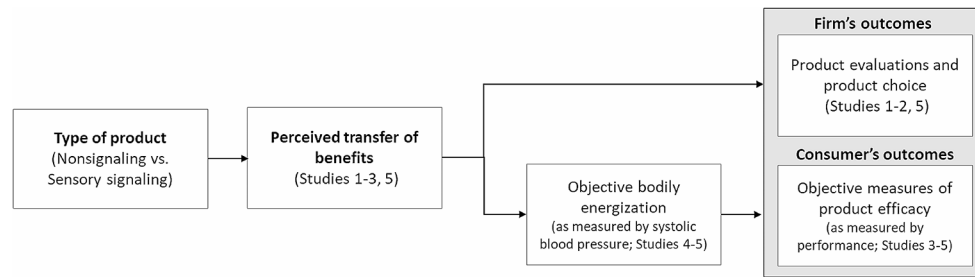 Type of product
(Nonsignaling vs.
Sensory signaling)
Perceived transfer of
benefits
(Studies 1-3, 5)
Firm's outcomes
Product evaluations and
product choice
(Studies 1-2, 5)
Objective bodily
energization
(as measured by systolic
blood pressure; Studies 4-5)
Consumer's outcomes
Objective measures of
product efficacy
(as measured by
performance; Studies 3-5)